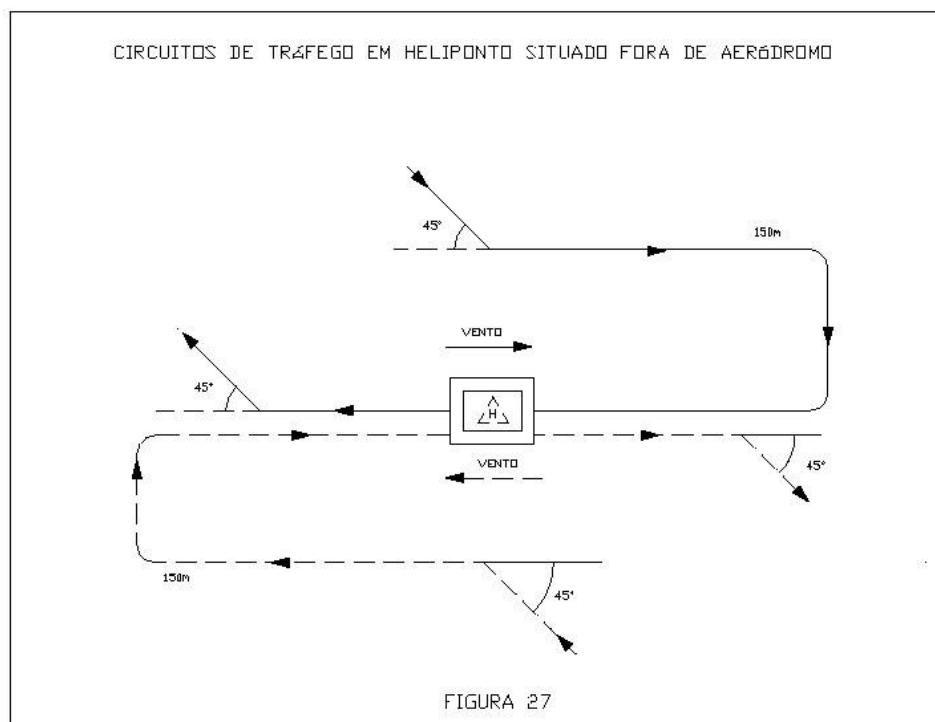 CIRCUITOS DE TRÁFEGO EM HELIPONTO SITUADO FORA DE AERÓDROMO
45°
150m
VENTO
45°
H
VENTO
45°
150m
45°
FIGURA 27